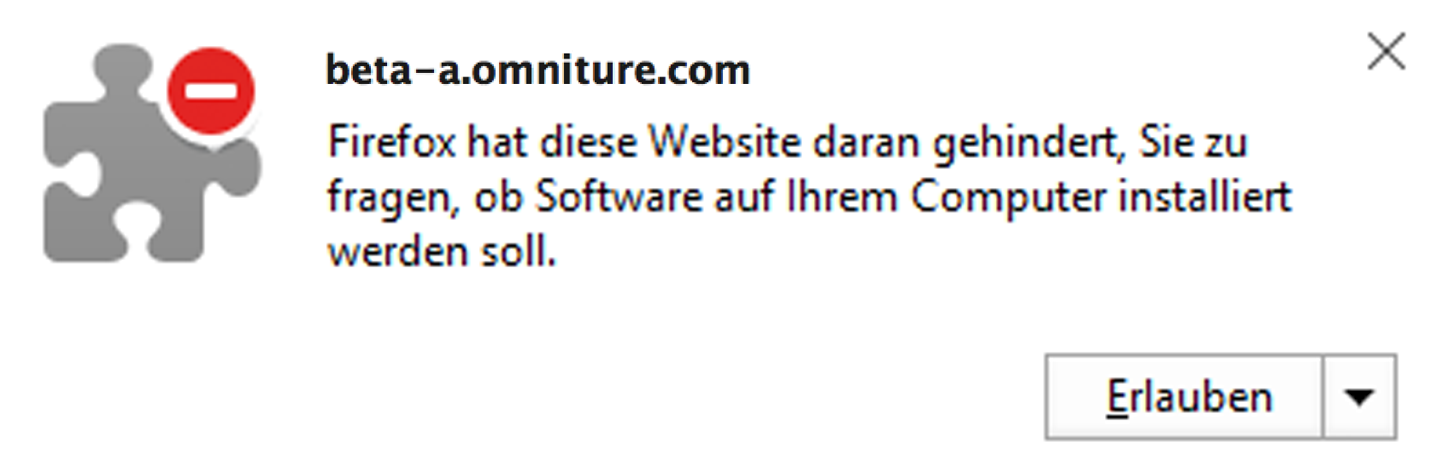 beta-a.omniture.com
Firefox hat diese Website daran gehindert, Sie zu
fragen, ob Software auf Ihrem Computer installiert
werden soll.
Erlauben